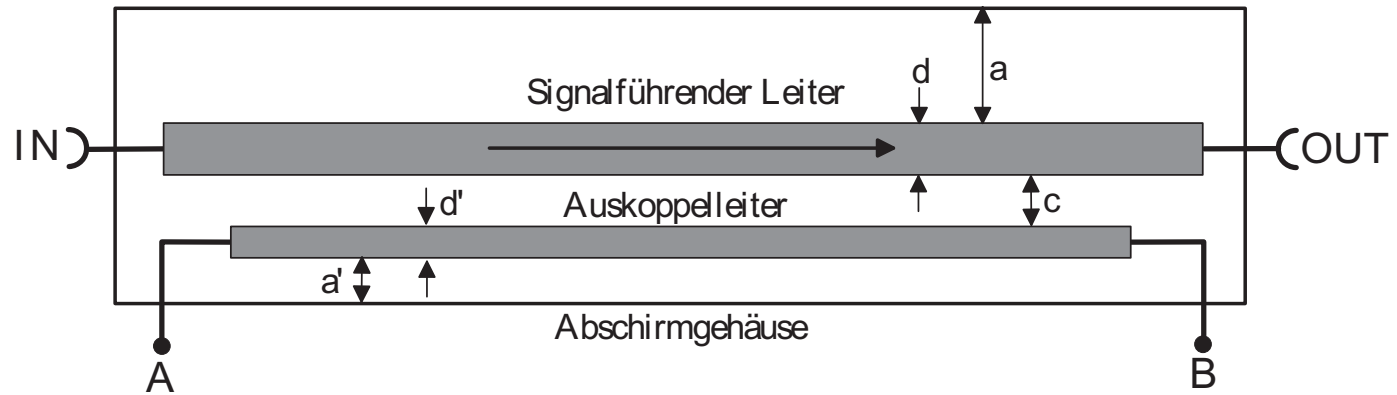 d
a
Signalführender Leiter
IN
OUT
d'
Auskoppelleiter
c
a'
Abschirmgehäuse
A
B